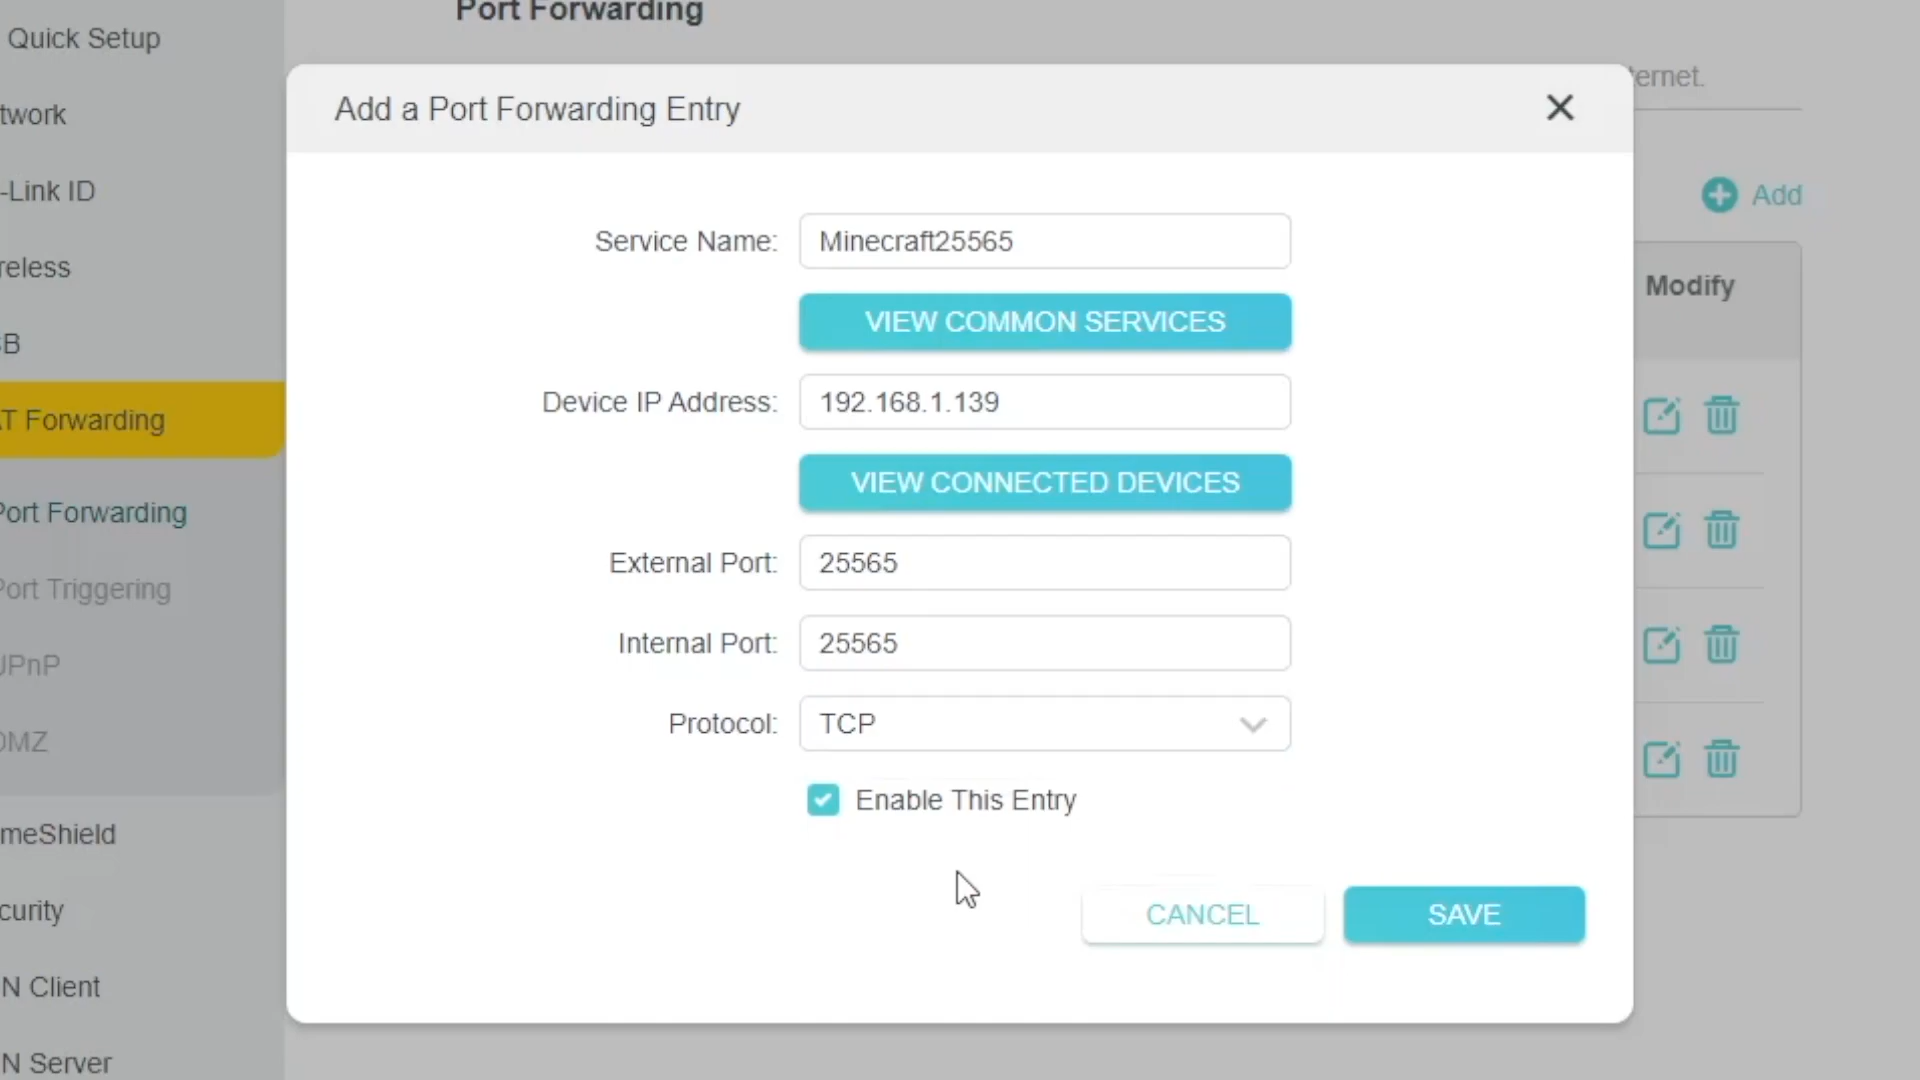 Port Forwarding
Quick Setup
twork
-Link ID
reless
B
T Forwarding
Port Forwarding
Port Triggering
UPnP
DMZ
meShield
curity
N Client
N Server
ternet.
Add
Modify
Add a Port Forwarding Entry
Service Name: Minecraft25565
VIEW COMMON SERVICES
Device IP Address: 192.168.1.139
VIEW CONNECTED DEVICES
External Port: 25565
Internal Port: 25565
Protocol: TCP
Enable This Entry
CANCEL
SAVE